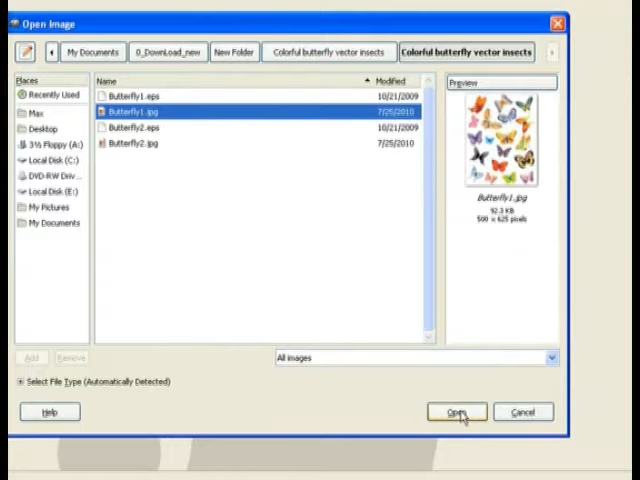 Open Image
My Documents
0_DownLoad_new
New Folder
Colorful butterfly vector insects
Colorful butterfly vector insects
Places
Name
Modified
Preview
Recently Used
Max
Desktop
3½ Floppy (A:)
Local Disk (C:)
DVD-RW Driv...
Local Disk (E:)
My Pictures
My Documents
Butterfly1.eps
10/21/2009
Butterfly1.jpg
7/25/2010
Butterfly2.eps
10/21/2009
Butterfly2.jpg
7/25/2010
Butterfly1.jpg
92.3 KB
500 x 625 pixels
Add
Remove
All images
Select File Type (Automatically Detected)
Help
Open
Cancel